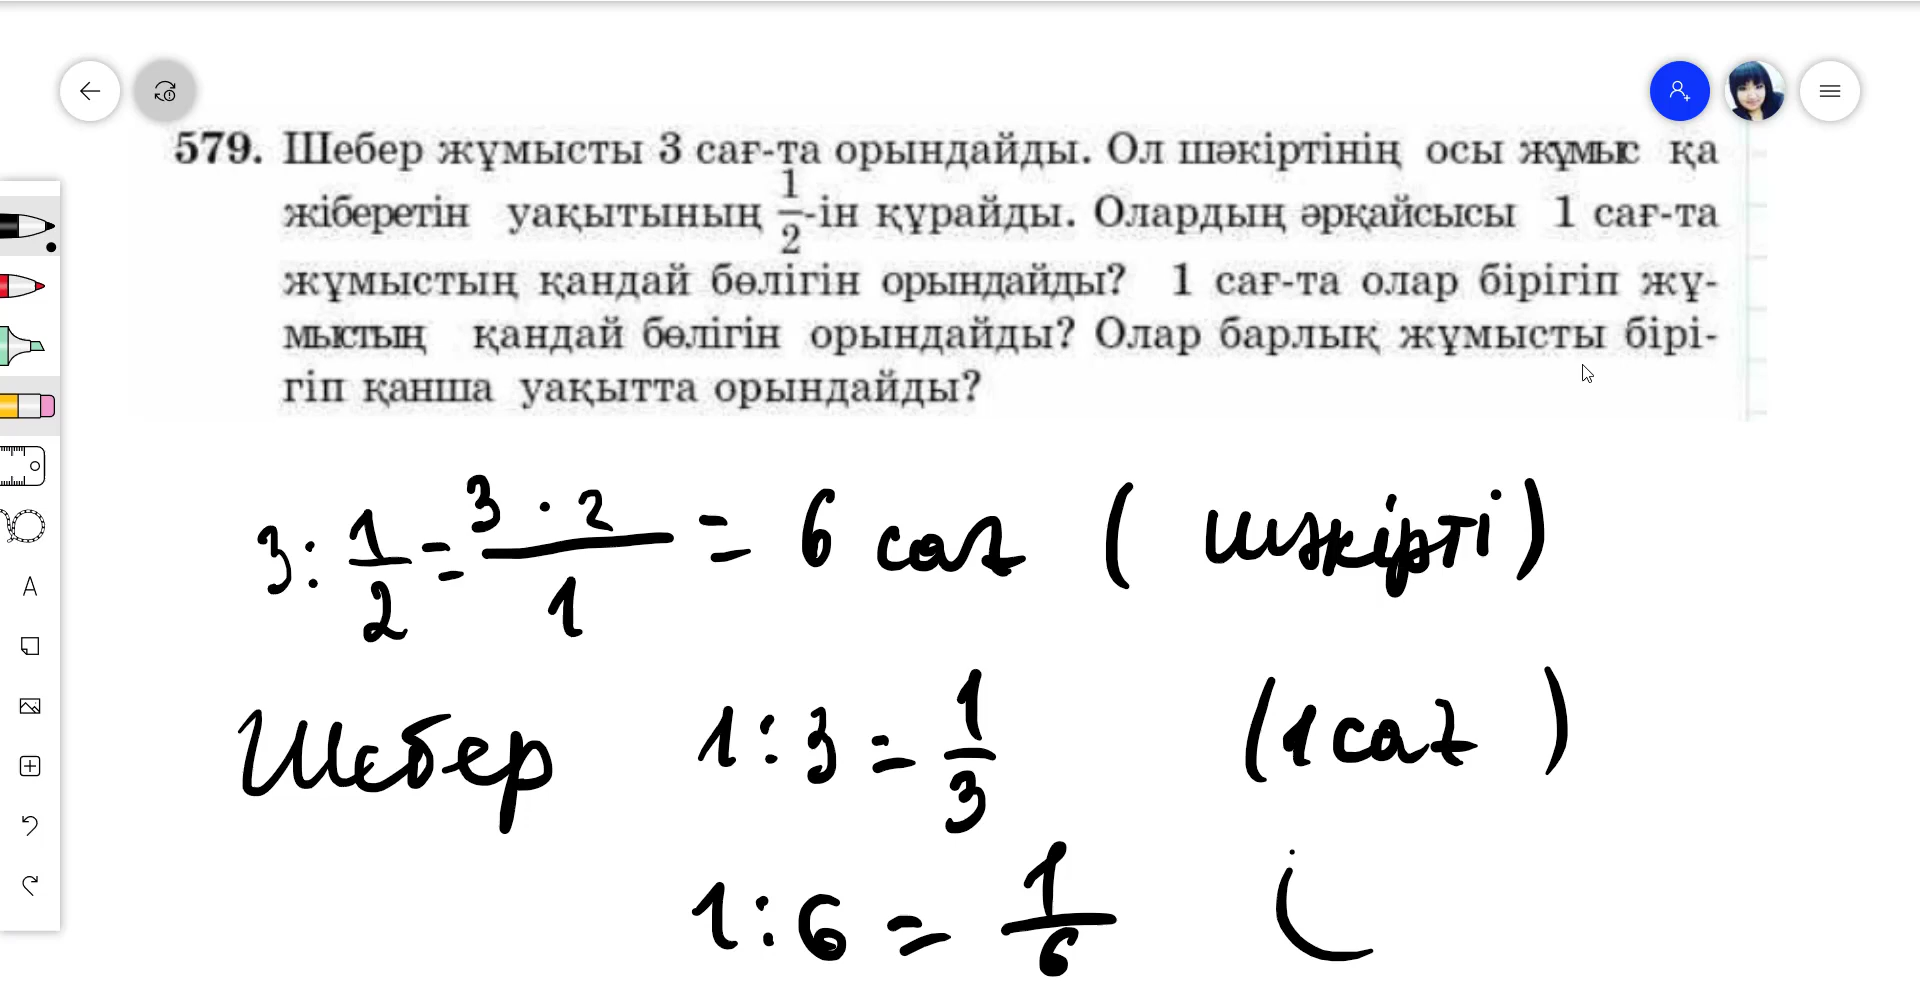 579. Шебер жұмысты 3 сағ-та орындайды. Ол шәкіртінің осы жұмыс қа
жіберетін уақытының 1/2-ін құрайды. Олардың әрқайсысы 1 сағ-та
жұмыстың қандай бөлігін орындайды? 1 сағ-та олар бірігіп жұ-
мыстың қандай бөлігін орындайды? Олар барлық жұмысты бірі-
гіп қанша уақытта орындайды?
3 : 1/2 = 3 · 2/1 = 6 сағ ( шәкірті )
Шебер 1 : 3 = 1/3 (1 сағ )
1 : 6 = 1/6 (
A